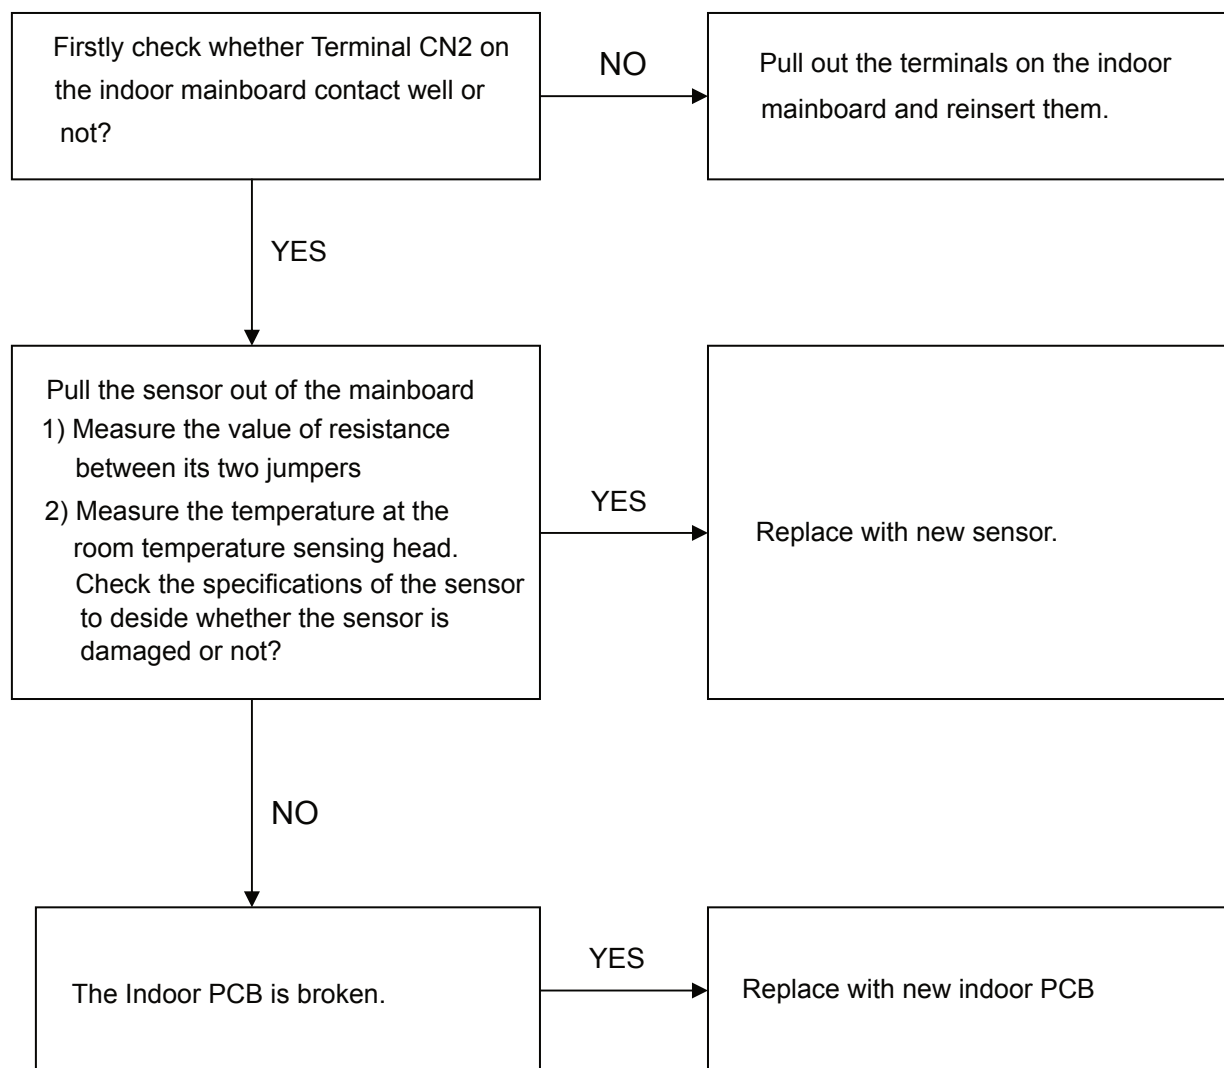 Firstly check whether Terminal CN2 on
the indoor mainboard contact well or
not?
NO
Pull out the terminals on the indoor
mainboard and reinsert them.
YES
Pull the sensor out of the mainboard
1) Measure the value of resistance
between its two jumpers
2) Measure the temperature at the
room temperature sensing head.
Check the specifications of the sensor
to deside whether the sensor is
damaged or not?
YES
Replace with new sensor.
NO
The Indoor PCB is broken.
YES
Replace with new indoor PCB